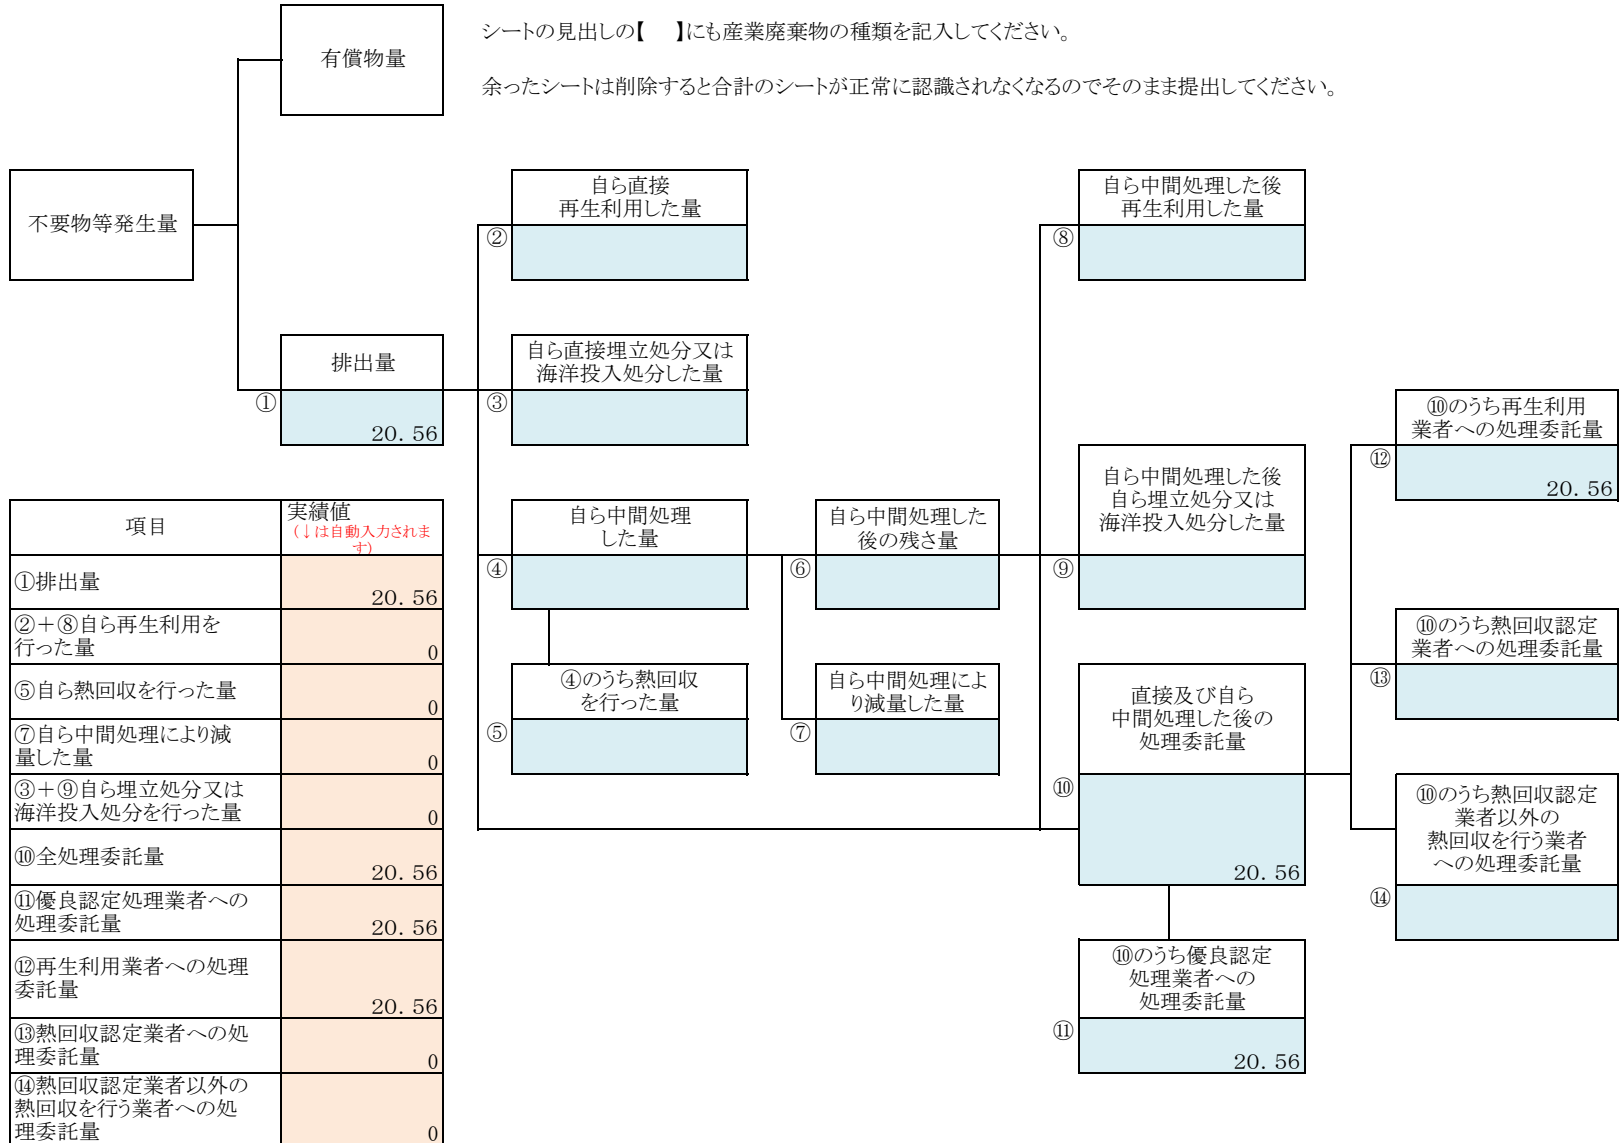 シートの見出しの【　】にも産業廃棄物の種類を記入してください。
余ったシートは削除すると合計のシートが正常に認識されなくなるのでそのまま提出してください。
有償物量
不要物等発生量
排出量
①
20.56
自ら直接
再生利用した量
②
自ら直接埋立処分又は
海洋投入処分した量
③
自ら中間処理
した量
④
④のうち熱回収
を行った量
⑤
自ら中間処理した
後の残さ量
⑥
自ら中間処理によ
り減量した量
⑦
自ら中間処理した後
再生利用した量
⑧
自ら中間処理した後
自ら埋立処分又は
海洋投入処分した量
⑨
直接及び自ら
中間処理した後の
処理委託量
⑩
20.56
⑩のうち優良認定
処理業者への
処理委託量
⑪
20.56
⑩のうち再生利用
業者への処理委託量
⑫
20.56
⑩のうち熱回収認定
業者への処理委託量
⑬
⑩のうち熱回収認定
業者以外の
熱回収を行う業者
への処理委託量
⑭
項目
実績値
(↓は自動入力されま
す)
①排出量
20.56
②＋⑧自ら再生利用を
行った量
0
⑤自ら熱回収を行った量
0
⑦自ら中間処理により減
量した量
0
③＋⑨自ら埋立処分又は
海洋投入処分を行った量
0
⑩全処理委託量
20.56
⑪優良認定処理業者への
処理委託量
20.56
⑫再生利用業者への処理
委託量
20.56
⑬熱回収認定業者への処
理委託量
0
⑭熱回収認定業者以外の
熱回収を行う業者への処
理委託量
0